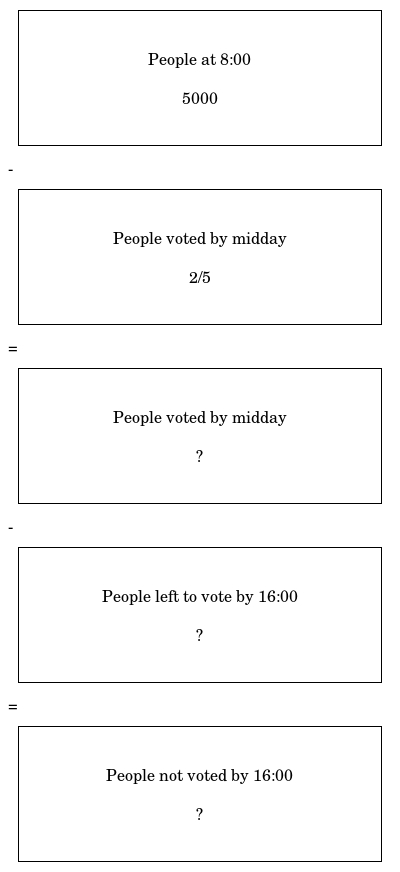 People at 8:00
5000
-
People voted by midday
2/5
=
People voted by midday
?
-
People left to vote by 16:00
?
=
People not voted by 16:00
?